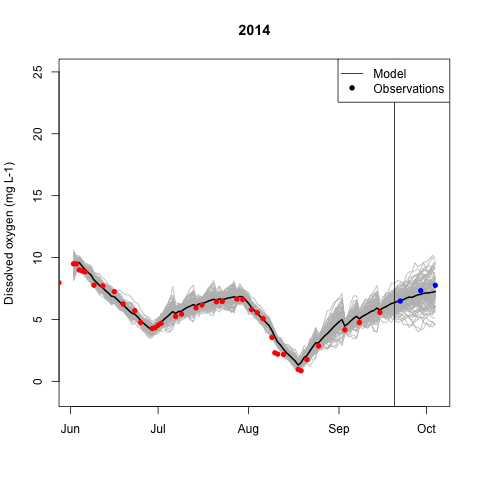 2014
Model
Observations
Dissolved oxygen (mg L-1)
25
20
15
10
5
0
Jun
Jul
Aug
Sep
Oct